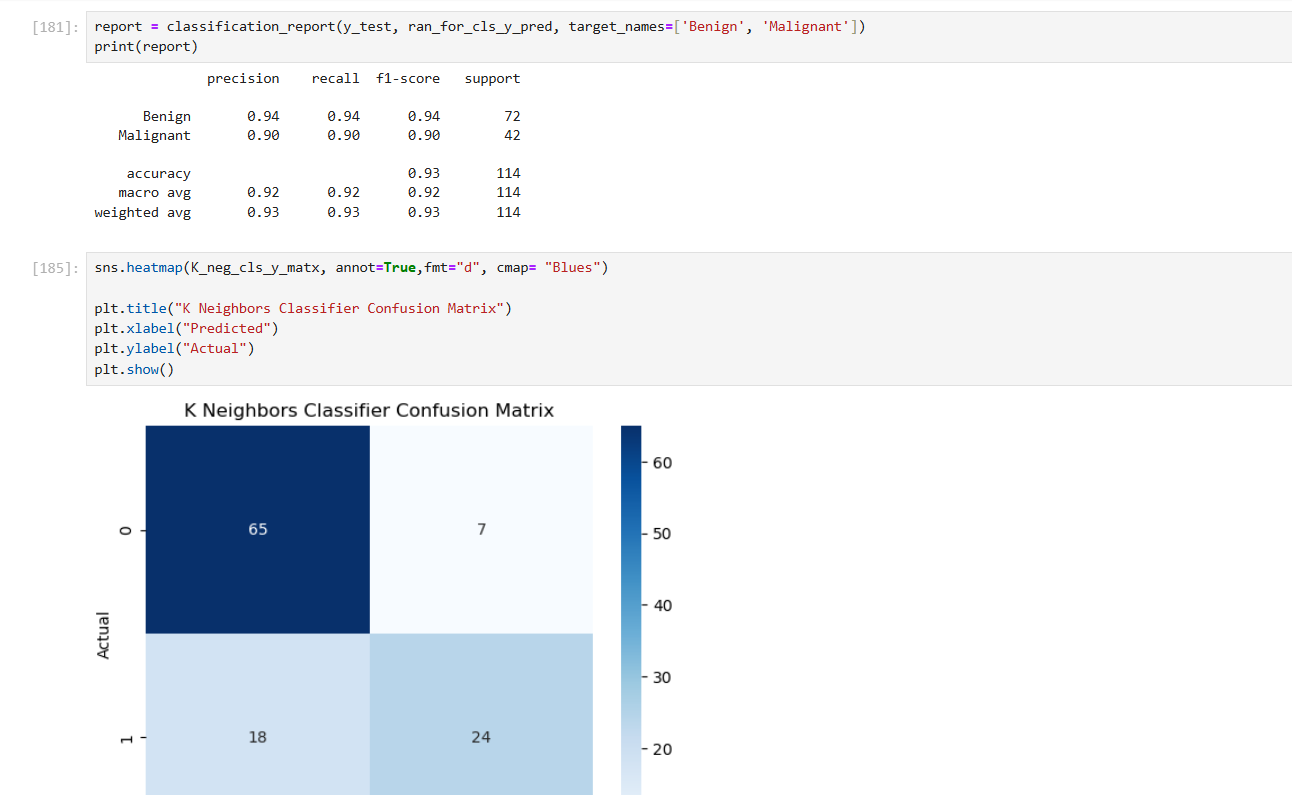 [181]: report = classification_report(y_test, ran_for_cls_y_pred, target_names=['Benign', 'Malignant'])
print(report)
precision recall f1-score support
Benign 0.94 0.94 0.94 72
Malignant 0.90 0.90 0.90 42
accuracy 0.93 114
macro avg 0.92 0.92 0.92 114
weighted avg 0.93 0.93 0.93 114
[185]: sns.heatmap(K_neg_cls_y_matx, annot=True,fmt="d", cmap= "Blues")
plt.title("K Neighbors Classifier Confusion Matrix")
plt.xlabel("Predicted")
plt.ylabel("Actual")
plt.show()
K Neighbors Classifier Confusion Matrix
60
0 65 7
50
40
Actual
30
1 18 24
20